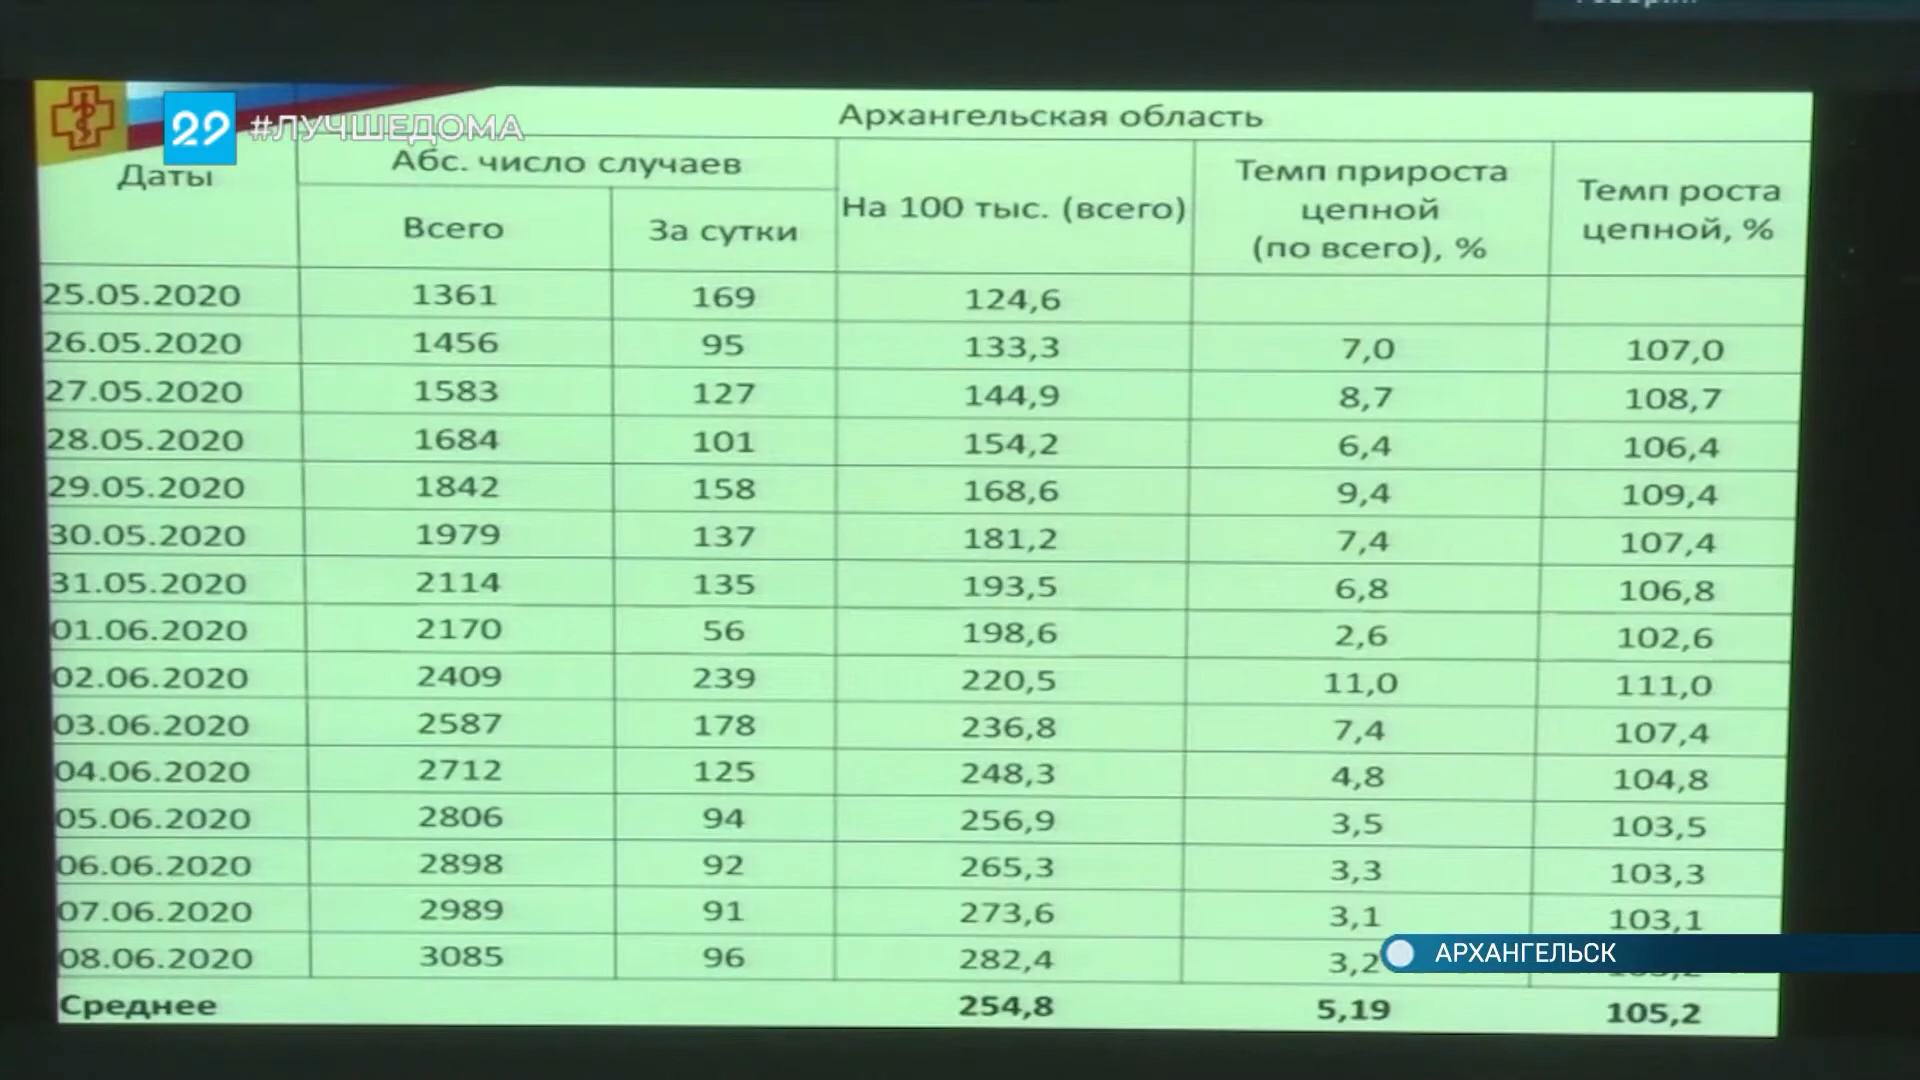 29 #ЛУЧШЕДОМА
Архангельская область
Даты
Абс. число случаев
Всего
За сутки
На 100 тыс. (всего)
Темп прироста
цепной
(по всего), %
Темп роста
цепной, %
25.05.2020 1361 169 124,6
26.05.2020 1456 95 133,3 7,0 107,0
27.05.2020 1583 127 144,9 8,7 108,7
28.05.2020 1684 101 154,2 6,4 106,4
29.05.2020 1842 158 168,6 9,4 109,4
30.05.2020 1979 137 181,2 7,4 107,4
31.05.2020 2114 135 193,5 6,8 106,8
01.06.2020 2170 56 198,6 2,6 102,6
02.06.2020 2409 239 220,5 11,0 111,0
03.06.2020 2587 178 236,8 7,4 107,4
04.06.2020 2712 125 248,3 4,8 104,8
05.06.2020 2806 94 256,9 3,5 103,5
06.06.2020 2898 92 265,3 3,3 103,3
07.06.2020 2989 91 273,6 3,1 103,1
08.06.2020 3085 96 282,4 3,2
Среднее 254,8 5,19 105,2
АРХАНГЕЛЬСК